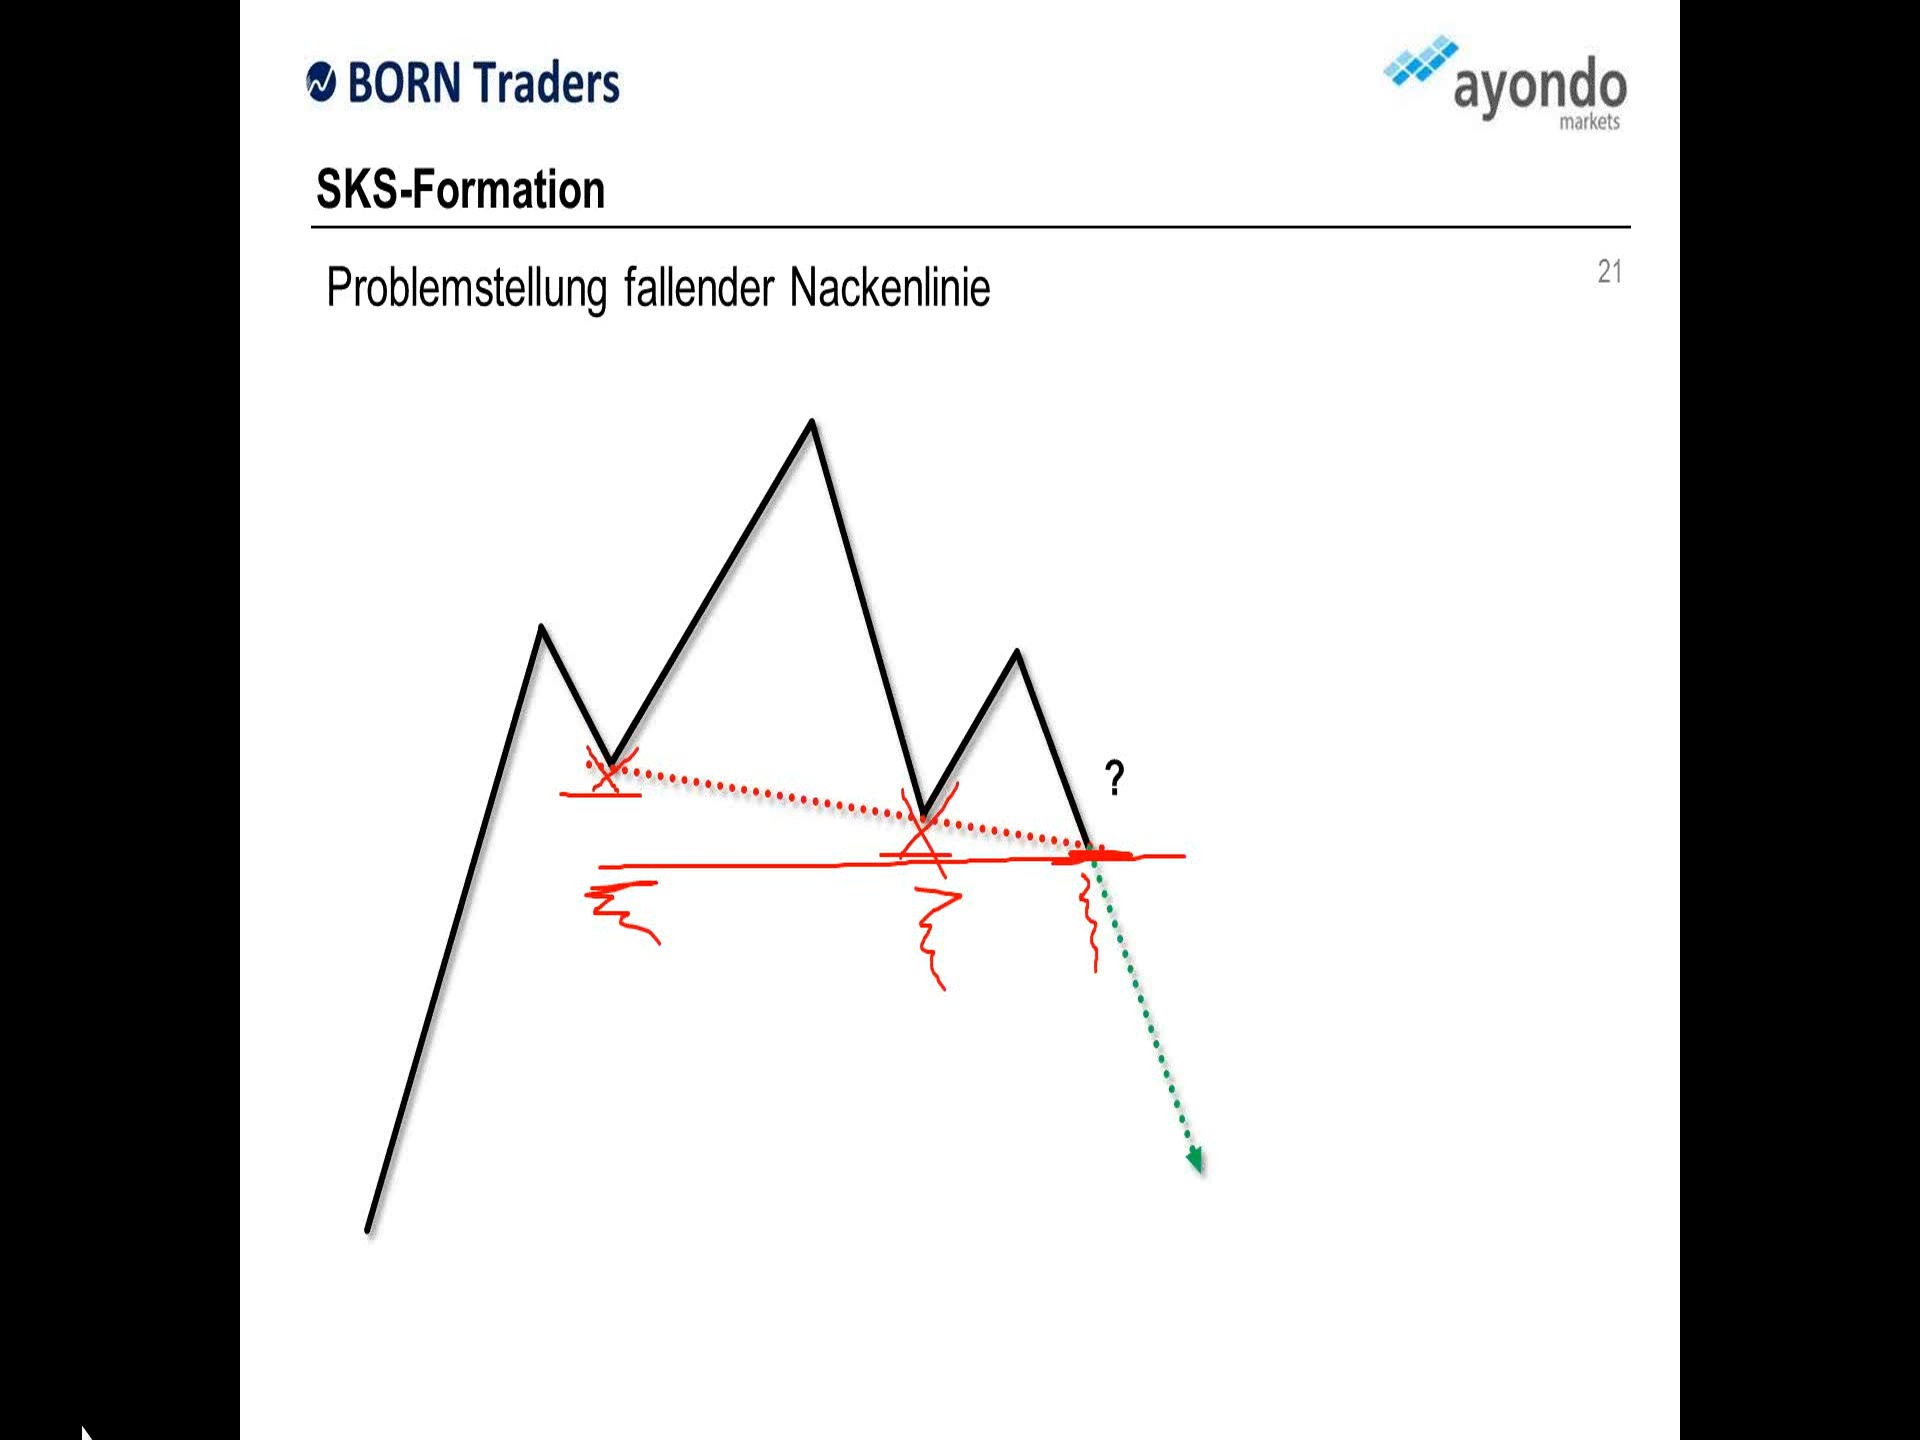 BORN Traders
ayondo
markets
SKS-Formation
Problemstellung fallender Nackenlinie
21
?